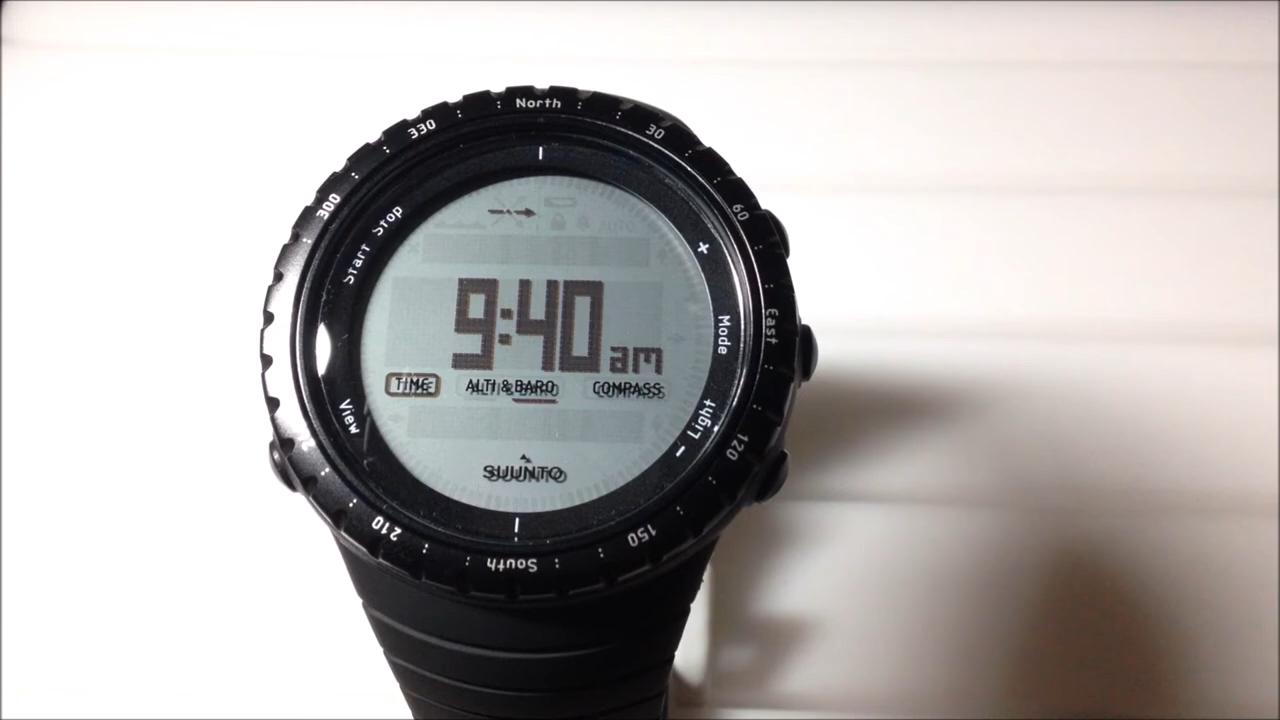 North
330
30
300
60
Start Stop
+
9:40 am
Mode
East
TIME
ALTI & BARO
COMPASS
View
Light
-
120
SUUNTO
210
150
South